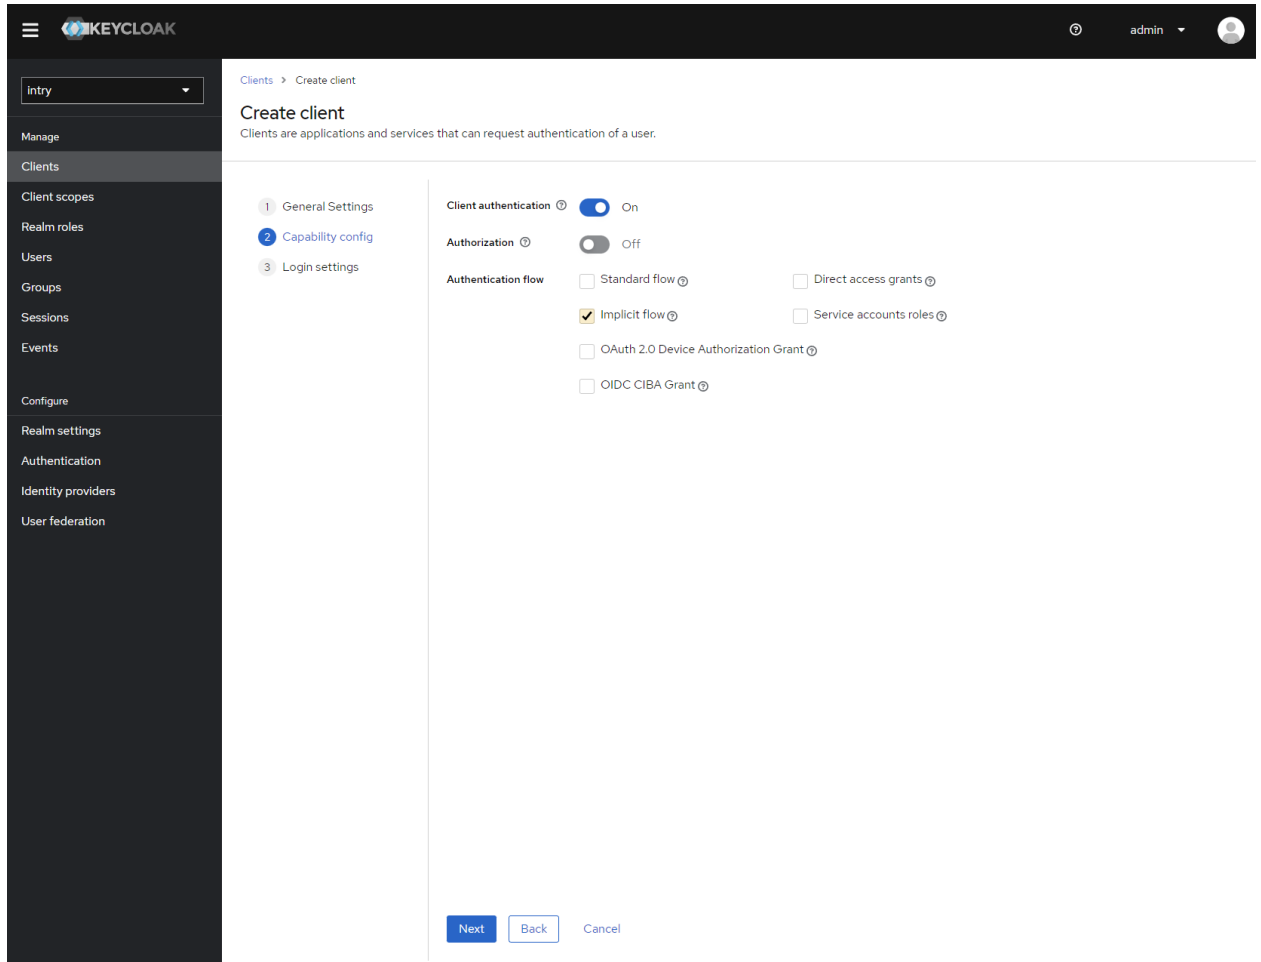 KEYCLOAK
admin
intry
Manage
Clients
Client scopes
Realm roles
Users
Groups
Sessions
Events
Configure
Realm settings
Authentication
Identity providers
User federation
Clients > Create client
Create client
Clients are applications and services that can request authentication of a user.
1 General Settings
2 Capability config
3 Login settings
Client authentication On
Authorization Off
Authentication flow Standard flow Direct access grants
Implicit flow Service accounts roles
OAuth 2.0 Device Authorization Grant
OIDC CIBA Grant
Next Back Cancel